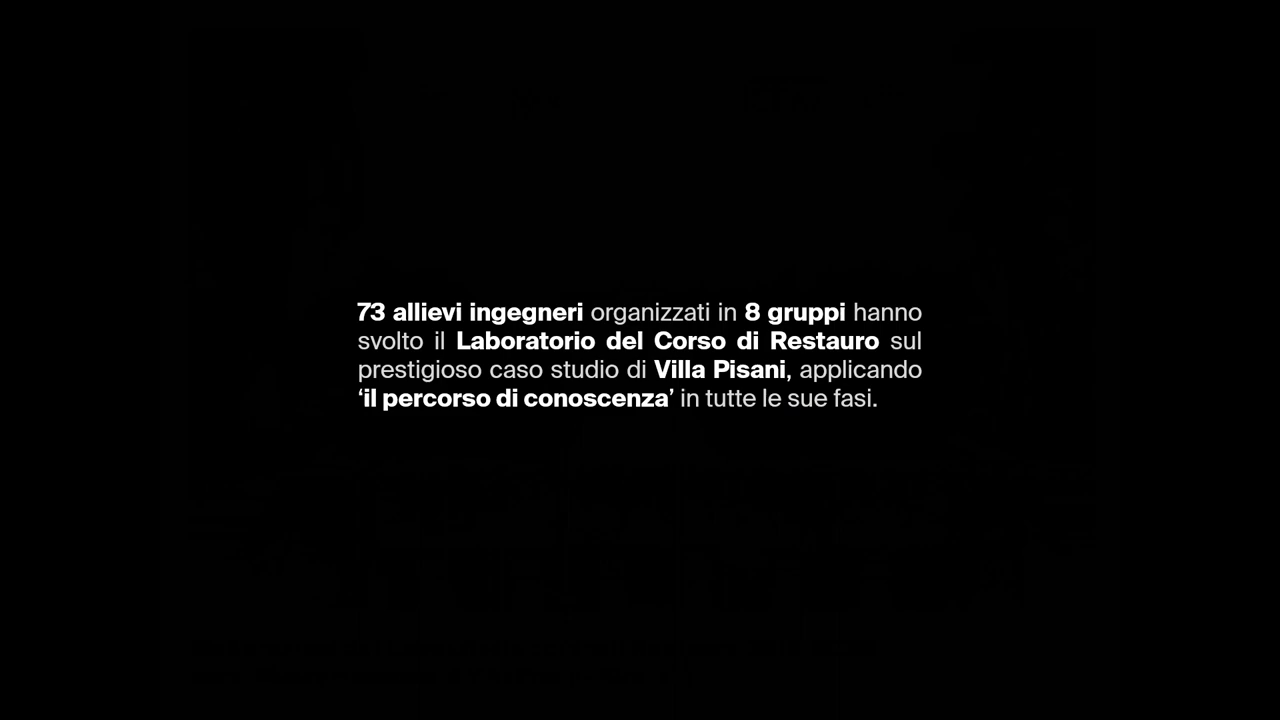 73 allievi ingegneri organizzati in 8 gruppi hanno
svolto il Laboratorio del Corso di Restauro sul
prestigioso caso studio di Villa Pisani, applicando
‘il percorso di conoscenza’ in tutte le sue fasi.